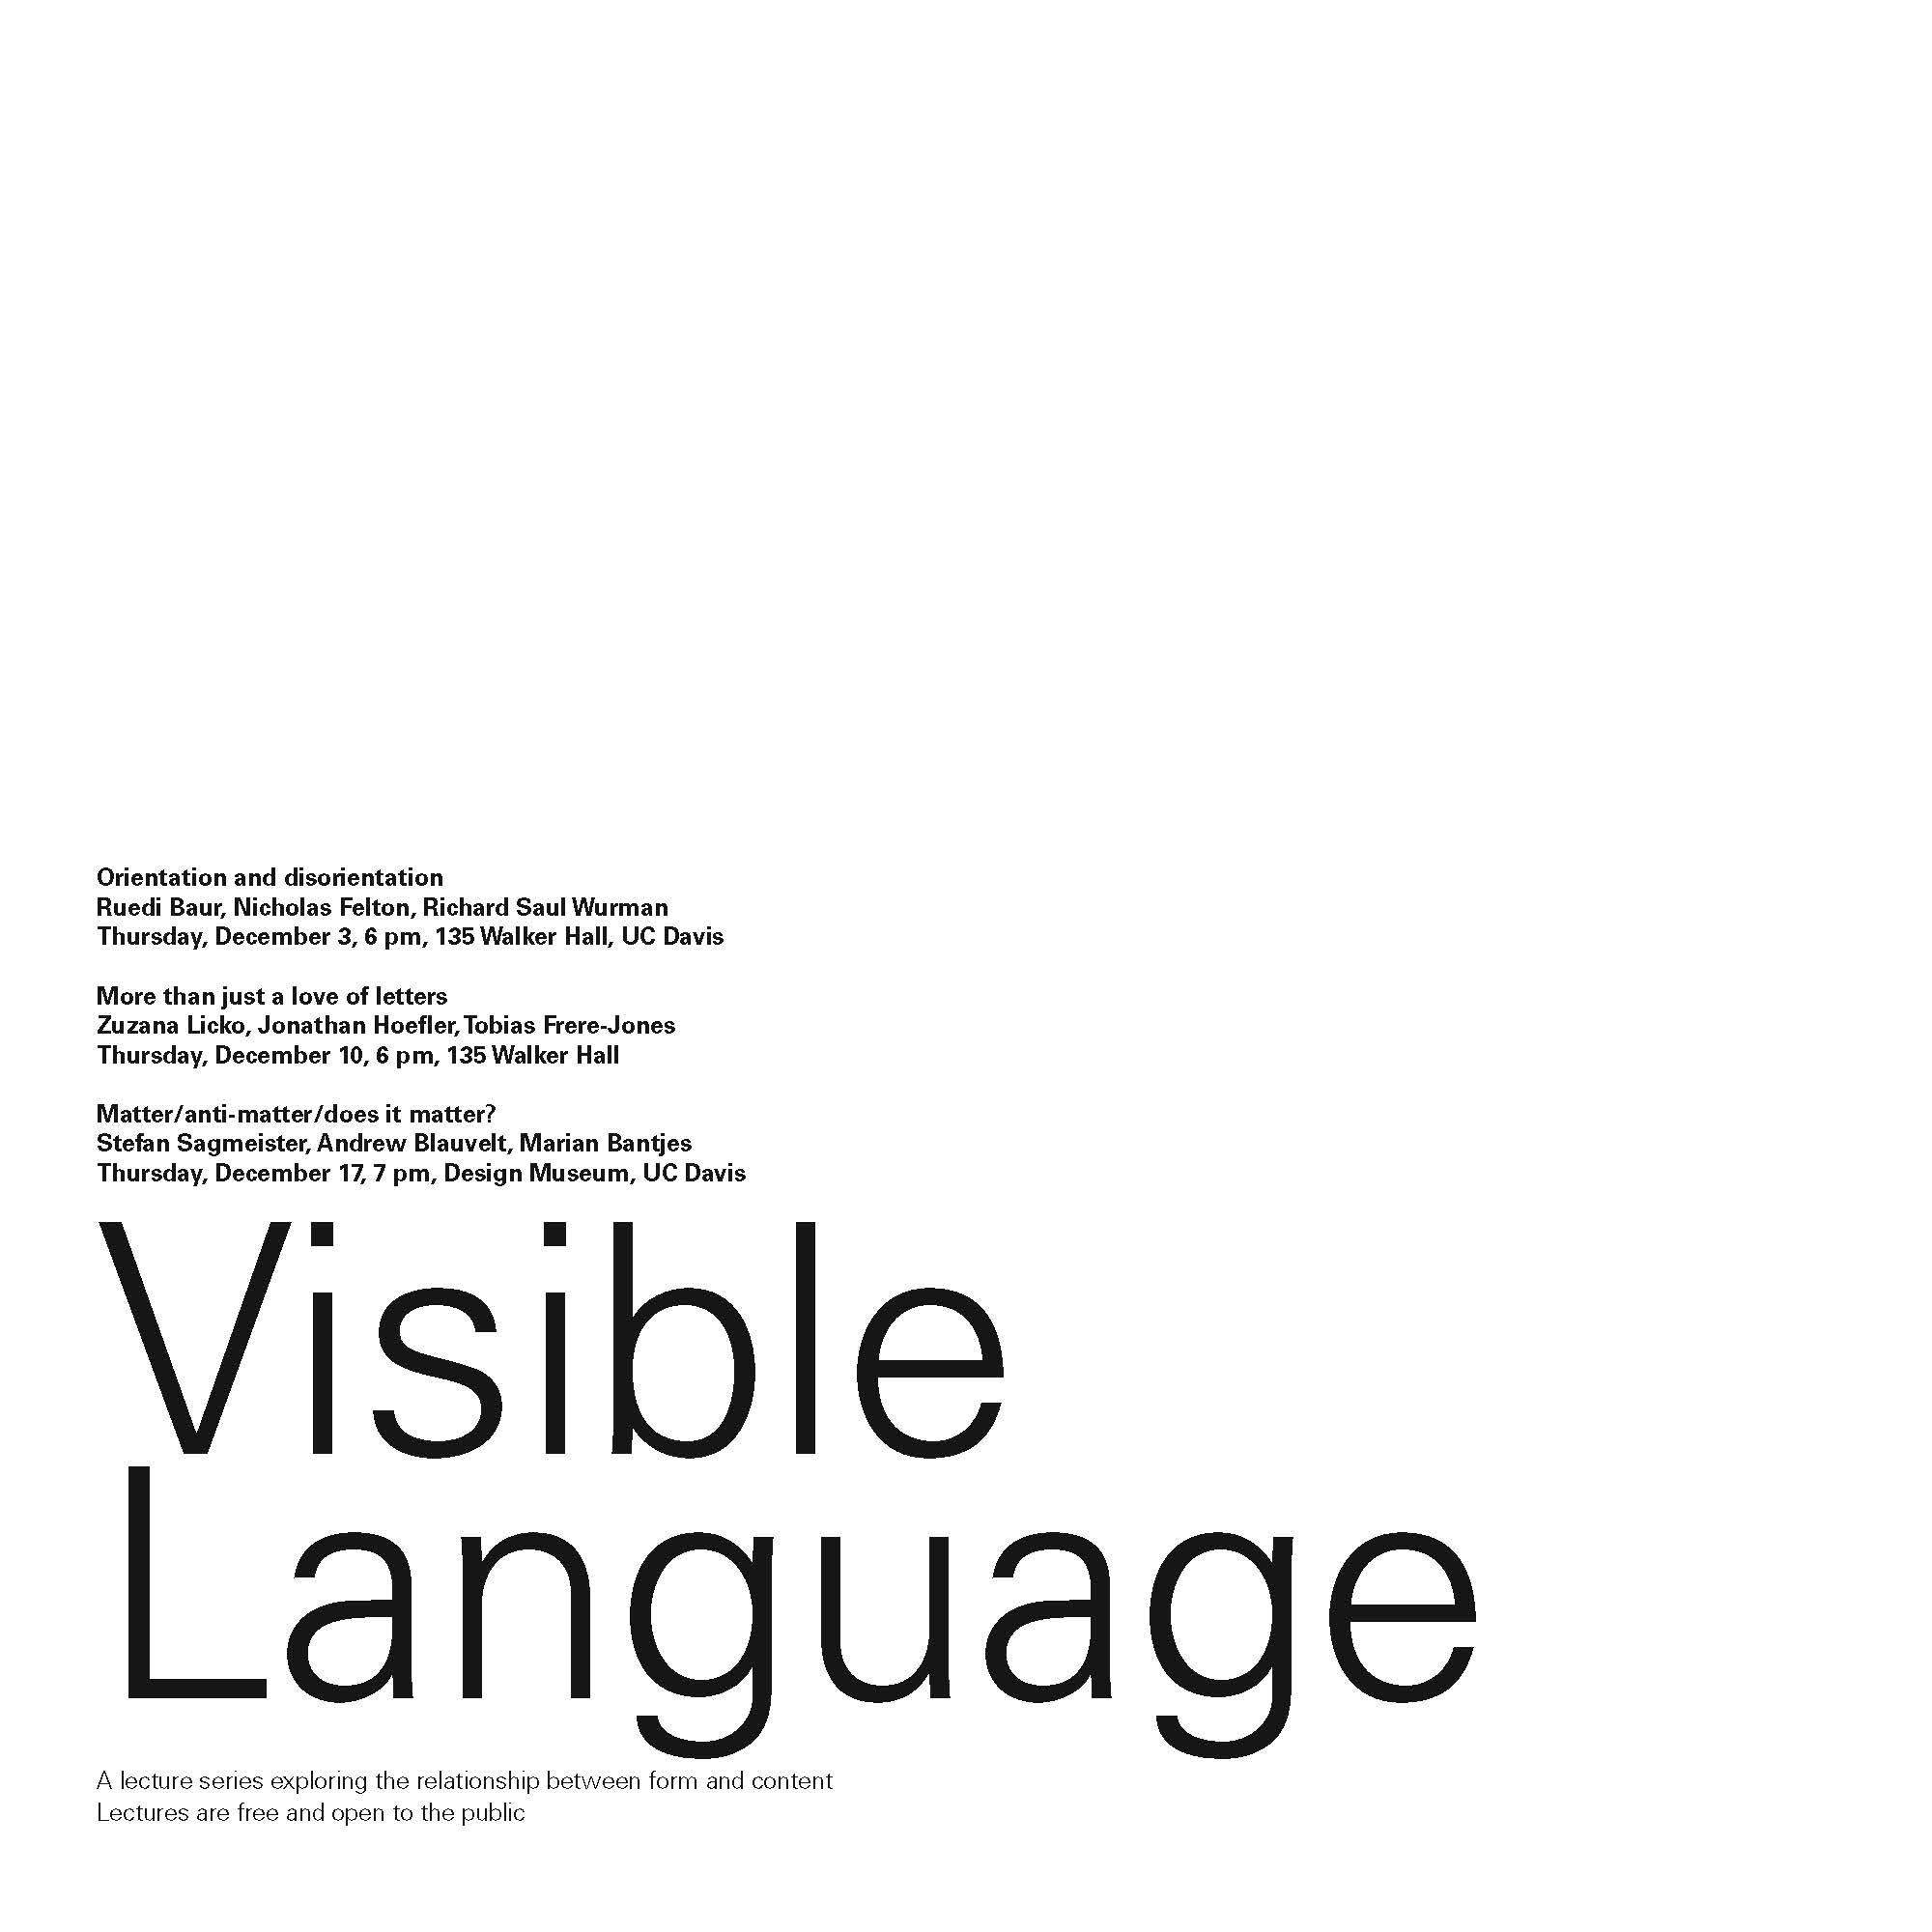 Orientation and disorientation
Ruedi Baur, Nicholas Felton, Richard Saul Wurman
Thursday, December 3, 6 pm, 135 Walker Hall, UC Davis
More than just a love of letters
Zuzana Licko, Jonathan Hoefler, Tobias Frere-Jones
Thursday, December 10, 6 pm, 135 Walker Hall
Matter/anti-matter/does it matter?
Stefan Sagmeister, Andrew Blauvelt, Marian Bantjes
Thursday, December 17, 7 pm, Design Museum, UC Davis
Visible
Language
A lecture series exploring the relationship between form and content
Lectures are free and open to the public